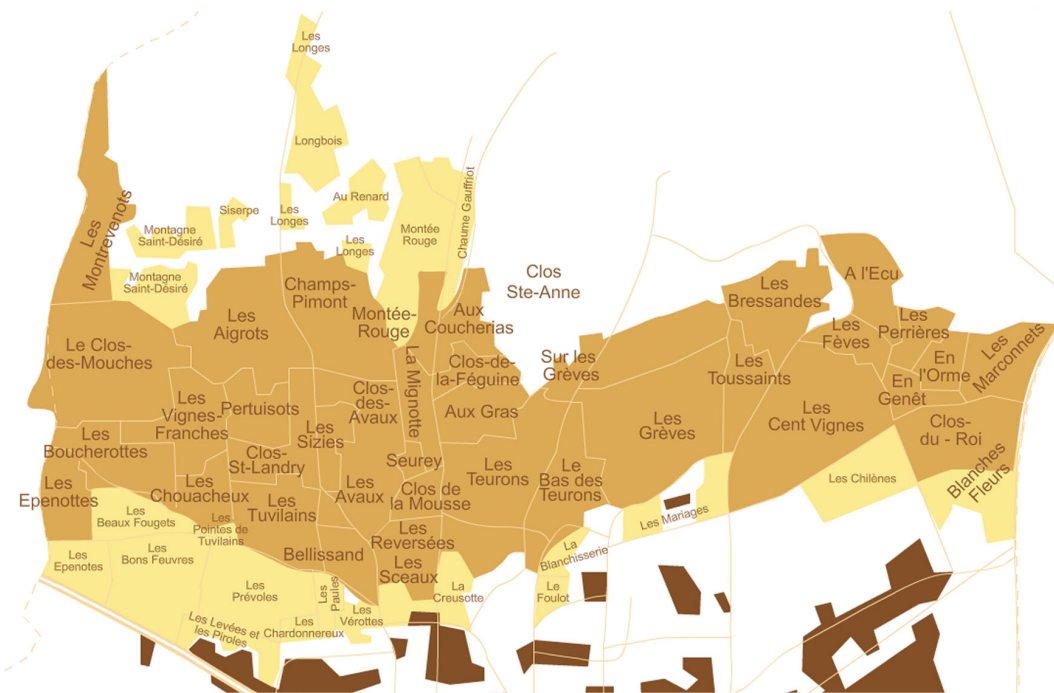 Les
Longes
Longbois
Au Renard
Siserpe
Les
Longes
Les
Longes
Montagne
Saint-Désiré
Montagne
Saint-Désiré
Montée
Rouge
Chaume Gauffriot
Les
Montrevenots
Champs-
Pimont
Les
Aigrots
Montée-
Rouge
Aux
Coucherias
Clos
Ste-Anne
Les
Bressandes
A l'Ecu
Les
Perrières
Les
Fèves
Les
Marconnets
En
l'Orme
En
Genêt
Le Clos-
des-Mouches
La Mignotte
Clos-de-
la-Féguine
Sur les
Grèves
Les
Toussaints
Les
Vignes-
Franches
Pertuisots
Clos-
des-
Avaux
Aux Gras
Les
Grèves
Les
Cent Vignes
Clos-
du - Roi
Les
Boucherottes
Les
Sizies
Clos-
St-Landry
Seurey
Les
Teurons
Le
Bas des
Teurons
Les
Epenottes
Les
Chouacheux
Les
Tuvilains
Les
Avaux
Clos de
la Mousse
Les Chilènes
Blanches
Fleurs
Les
Beaux Fougets
Les
Pointes de
Tuvilains
Bellissand
Les
Reversées
Les
Sceaux
Les Mariages
La
Blanchisserie
Les
Epenotes
Les
Bons Feuvres
Les
Prévoles
Les
Paules
La
Creusotte
Le
Foulot
Les Levées et
les Piroles
Les
Chardonnereux
Les
Vérottes